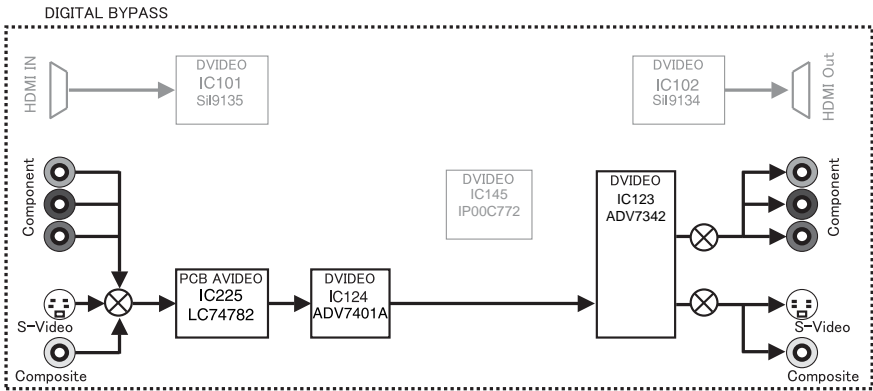 DIGITAL BYPASS
HDMI IN
DVIDEO
IC101
SiI9135
DVIDEO
IC102
SiI9134
HDMI Out
Component
DVIDEO
IC145
IP00C772
DVIDEO
IC123
ADV7342
Component
PCB AVIDEO
IC225
LC74782
DVIDEO
IC124
ADV7401A
S-Video
Composite
S-Video
Composite